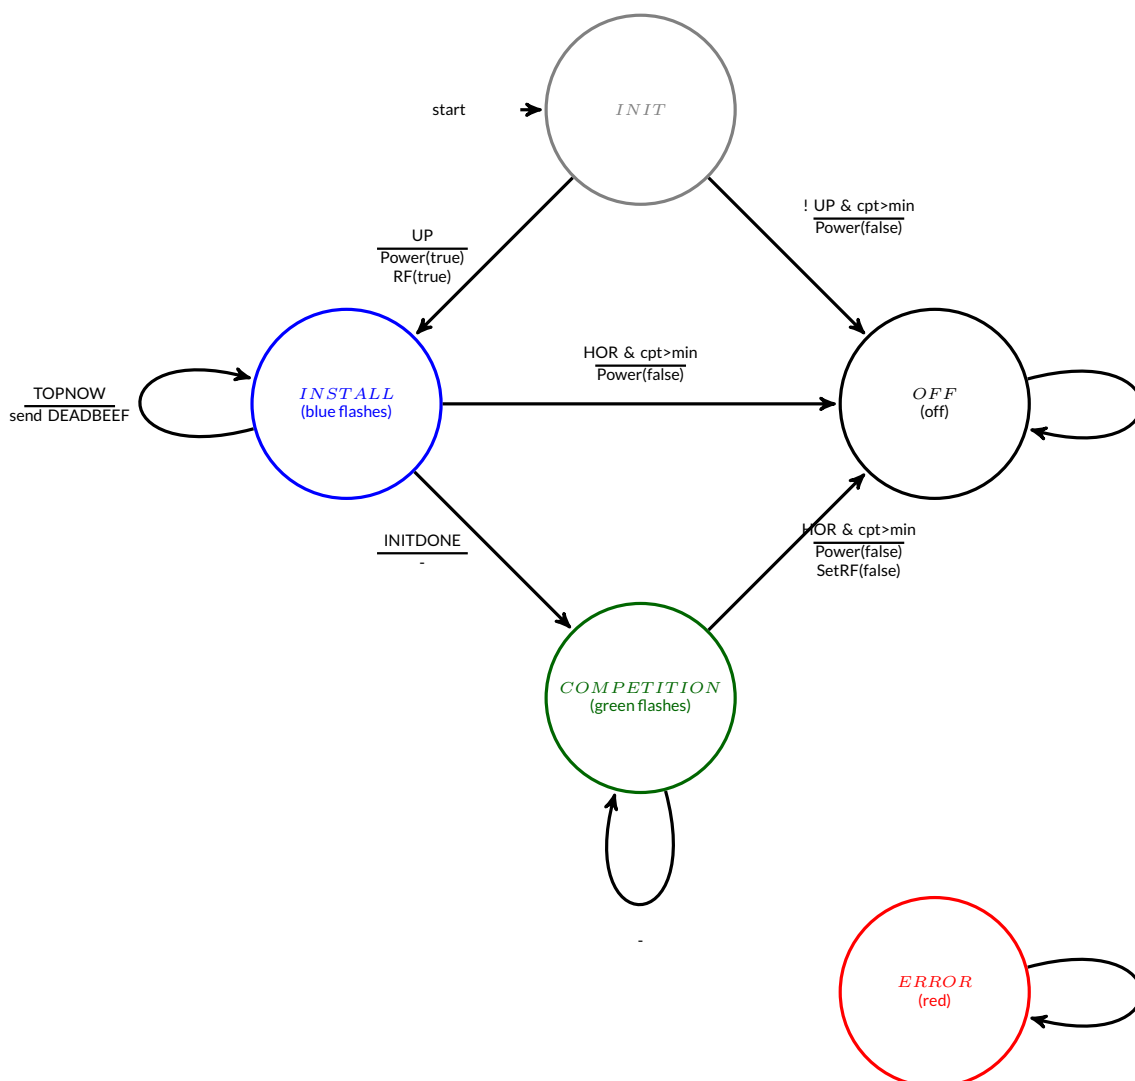 start
INIT
! UP & cpt>min
Power(false)
UP
Power(true)
RF(true)
HOR & cpt>min
Power(false)
TOPNOW
send DEADBEEF
INSTALL
(blue flashes)
OFF
(off)
INITDONE
-
HOR & cpt>min
Power(false)
SetRF(false)
COMPETITION
(green flashes)
-
ERROR
(red)